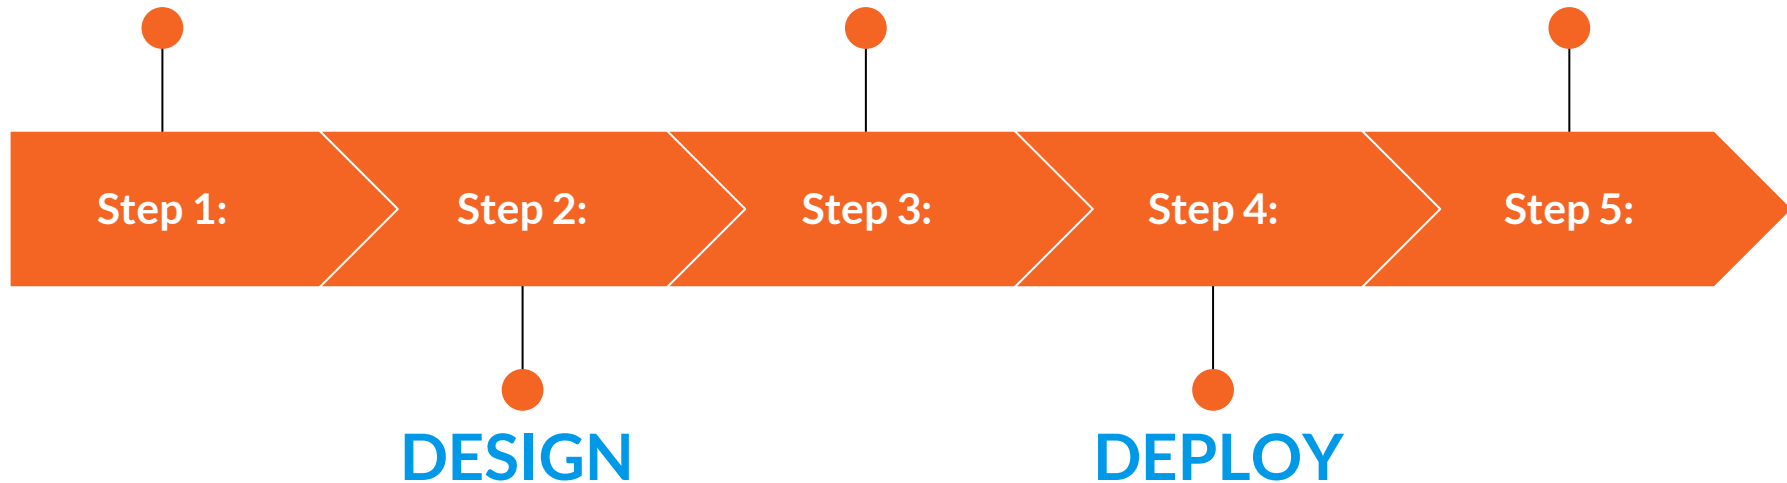 Step 1:
Step 2:
Step 3:
Step 4:
Step 5:
DESIGN
DEPLOY